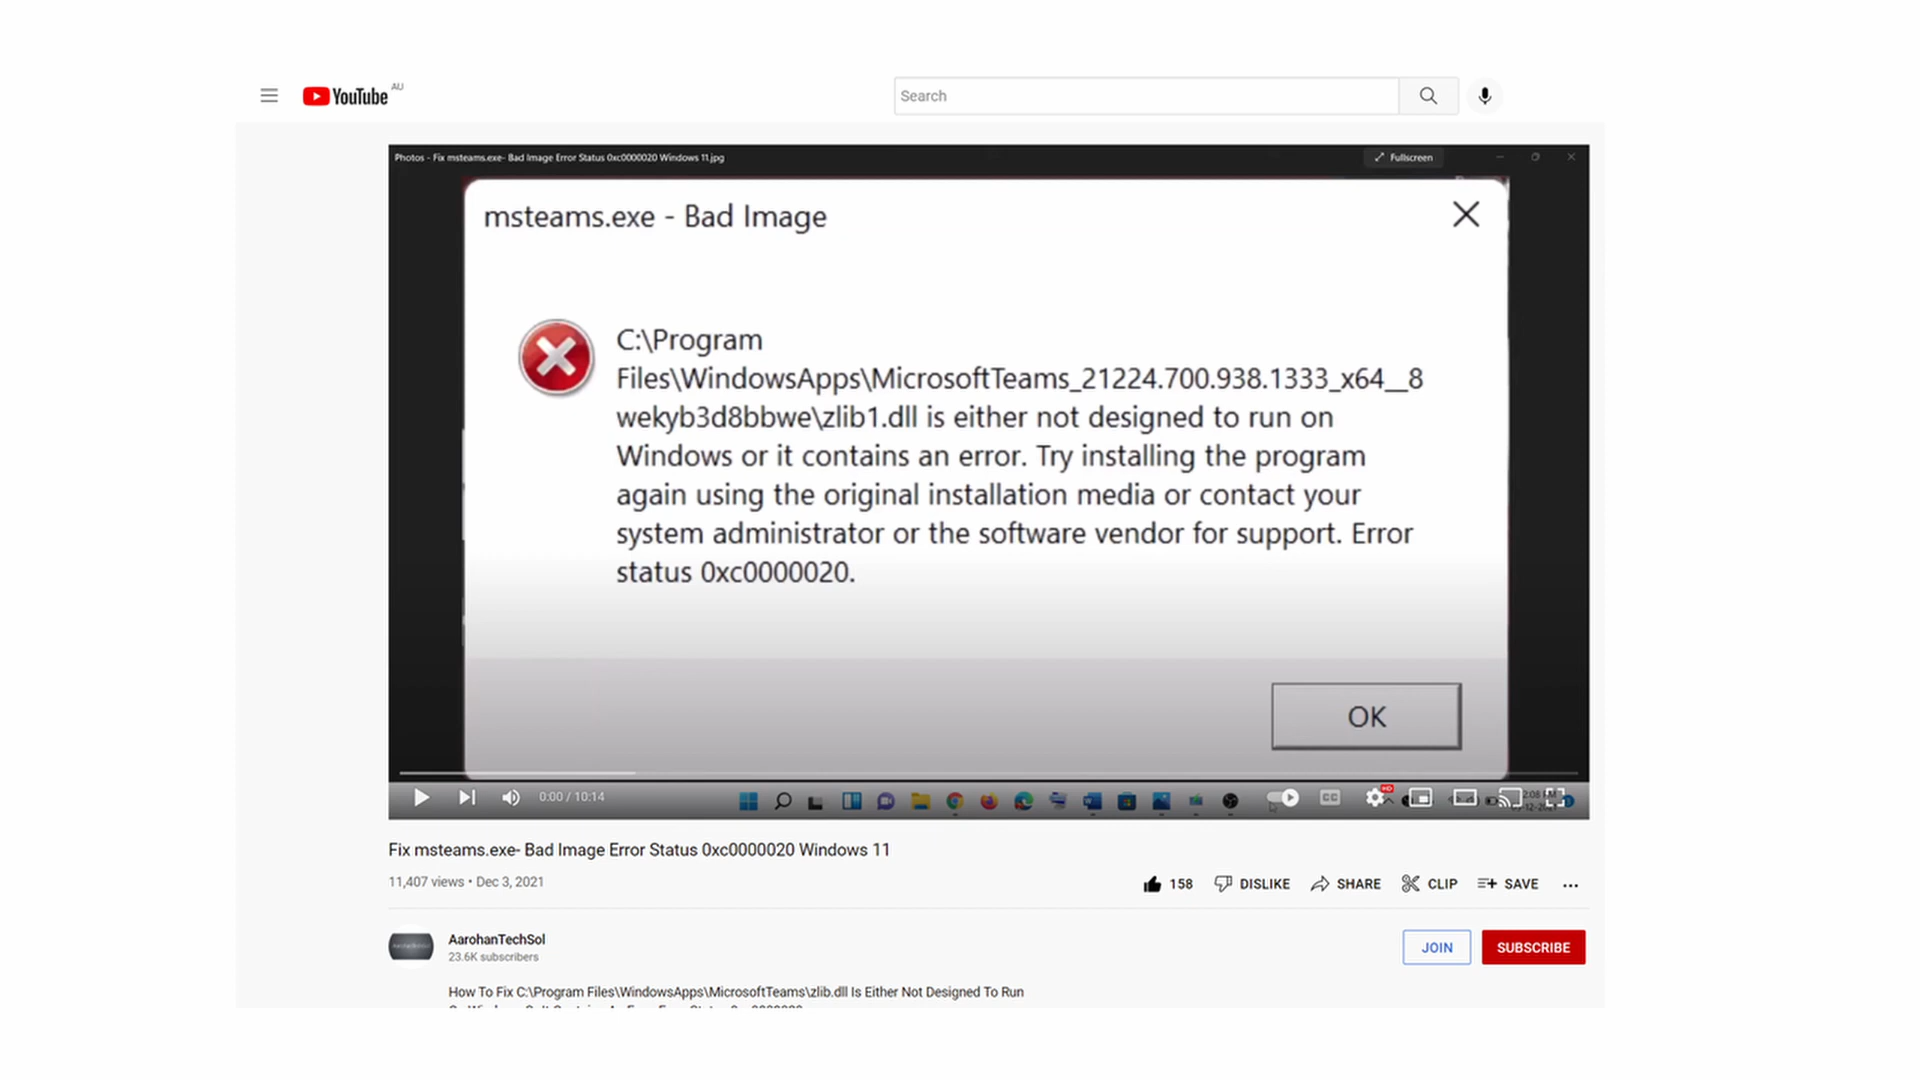 YouTube AU
Search
Photos - Fix msteams.exe- Bad Image Error Status 0xc0000020 Windows 11.jpg
Fullscreen
msteams.exe - Bad Image
C:\Program
Files\WindowsApps\MicrosoftTeams_21224.700.938.1333_x64__8
wekyb3d8bbwe\zlib1.dll is either not designed to run on
Windows or it contains an error. Try installing the program
again using the original installation media or contact your
system administrator or the software vendor for support. Error
status 0xc0000020.
OK
0:00 / 10:14
CC
HD
Fix msteams.exe- Bad Image Error Status 0xc0000020 Windows 11
11,407 views • Dec 3, 2021
158 DISLIKE SHARE CLIP SAVE
AarohanTechSol
23.6K subscribers
JOIN SUBSCRIBE
How To Fix C:\Program Files\WindowsApps\MicrosoftTeams\zlib.dll Is Either Not Designed To Run